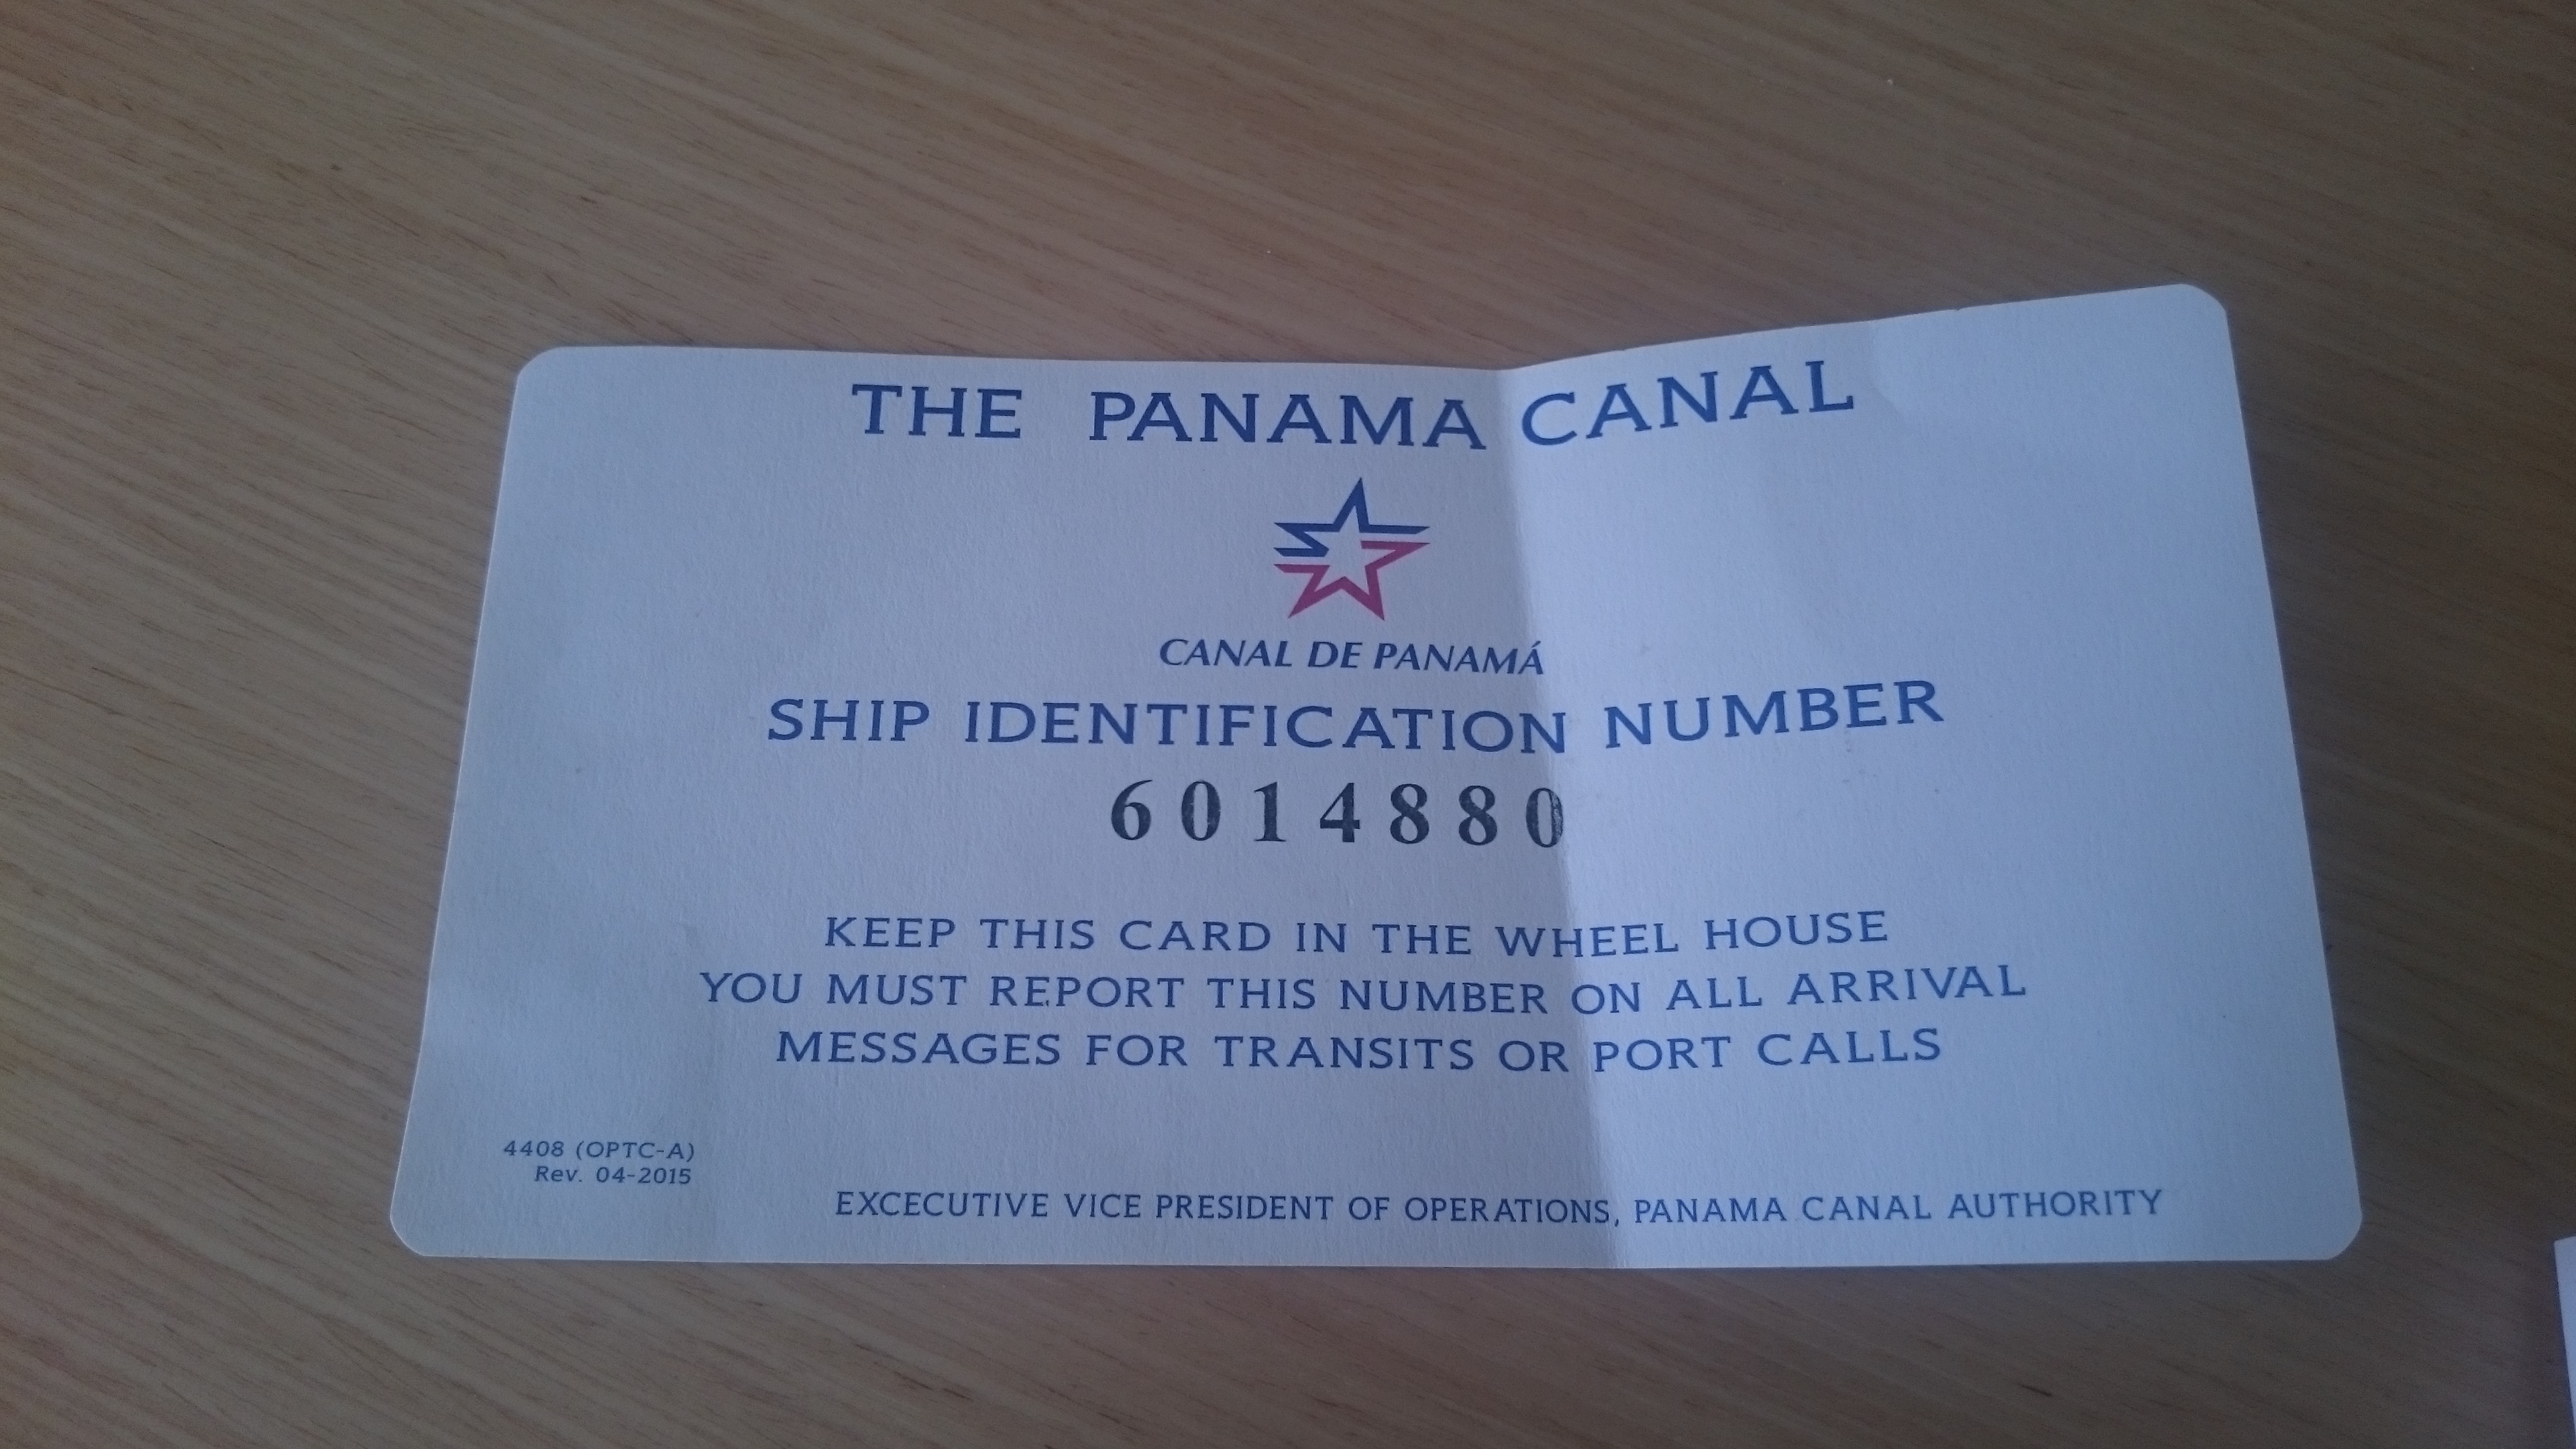 THE PANAMA CANAL
CANAL DE PANAMÁ
SHIP IDENTIFICATION NUMBER
6014880
KEEP THIS CARD IN THE WHEEL HOUSE
YOU MUST REPORT THIS NUMBER ON ALL ARRIVAL
MESSAGES FOR TRANSITS OR PORT CALLS
4408 (OPTC-A)
Rev. 04-2015
EXCECUTIVE VICE PRESIDENT OF OPERATIONS, PANAMA CANAL AUTHORITY